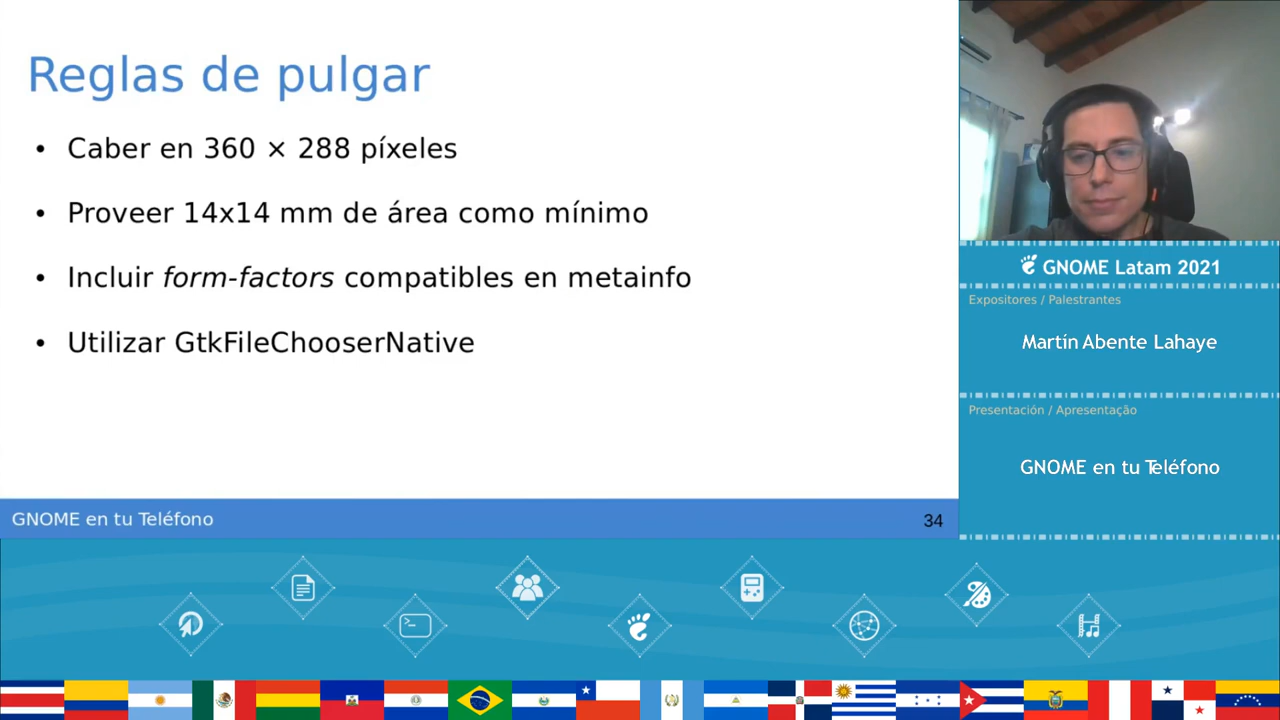 Reglas de pulgar
• Caber en 360 × 288 píxeles
• Proveer 14x14 mm de área como mínimo
• Incluir form-factors compatibles en metainfo
• Utilizar GtkFileChooserNative
GNOME en tu Teléfono
34
GNOME Latam 2021
Expositores / Palestrantes
Martín Abente Lahaye
Presentación / Apresentação
GNOME en tu Teléfono